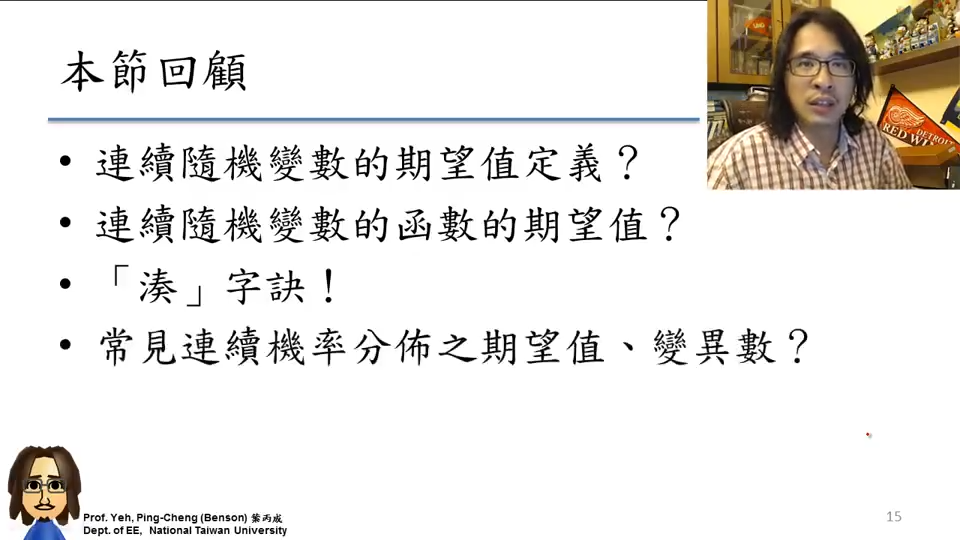 本節回顧
• 連續隨機變數的期望值定義？
• 連續隨機變數的函數的期望值？
• 「湊」字訣！
• 常見連續機率分佈之期望值、變異數？
DETROIT
RED WI
Prof. Yeh, Ping-Cheng (Benson) 葉丙成
Dept. of EE, National Taiwan University
15